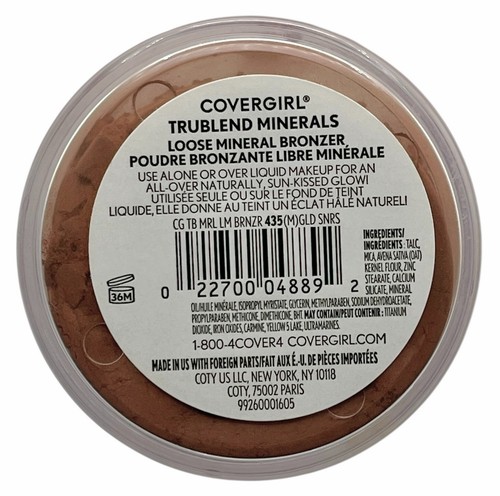 COVERGIRL®
TRUBLEND MINERALS
LOOSE MINERAL BRONZER
POUDRE BRONZANTE LIBRE MINÉRALE
USE ALONE OR OVER LIQUID MAKEUP FOR AN
ALL-OVER NATURALLY, SUN-KISSED GLOW!
UTILISÉE SEULE OU SUR LE FOND DE TEINT
LIQUIDE, ELLE DONNE AU TEINT UN ÉCLAT HÂLÉ NATUREL!
CG TB MRL LM BRNZR 435(M)GLD SNRS
36M
0 22700 04889 2
INGREDIENTS/
INGRÉDIENTS : TALC,
MICA, AVENA SATIVA (OAT)
KERNEL FLOUR, ZINC
STEARATE, CALCIUM
SILICATE, MINERAL
OIL/HUILE MINÉRALE, ISOPROPYL MYRISTATE, GLYCERIN, METHYLPARABEN, SODIUM DEHYDROACETATE,
PROPYLPARABEN, METHICONE, DIMETHICONE, BHT. MAY CONTAIN/PEUT CONTENIR : TITANIUM
DIOXIDE, IRON OXIDES, CARMINE, YELLOW 5 LAKE, ULTRAMARINES.
1-800-4COVER4 COVERGIRL.COM
MADE IN US WITH FOREIGN PARTS/FAIT AUX É.-U. DE PIÈCES IMPORTÉES
COTY US LLC, NEW YORK, NY 10118
COTY, 75002 PARIS
99260001605